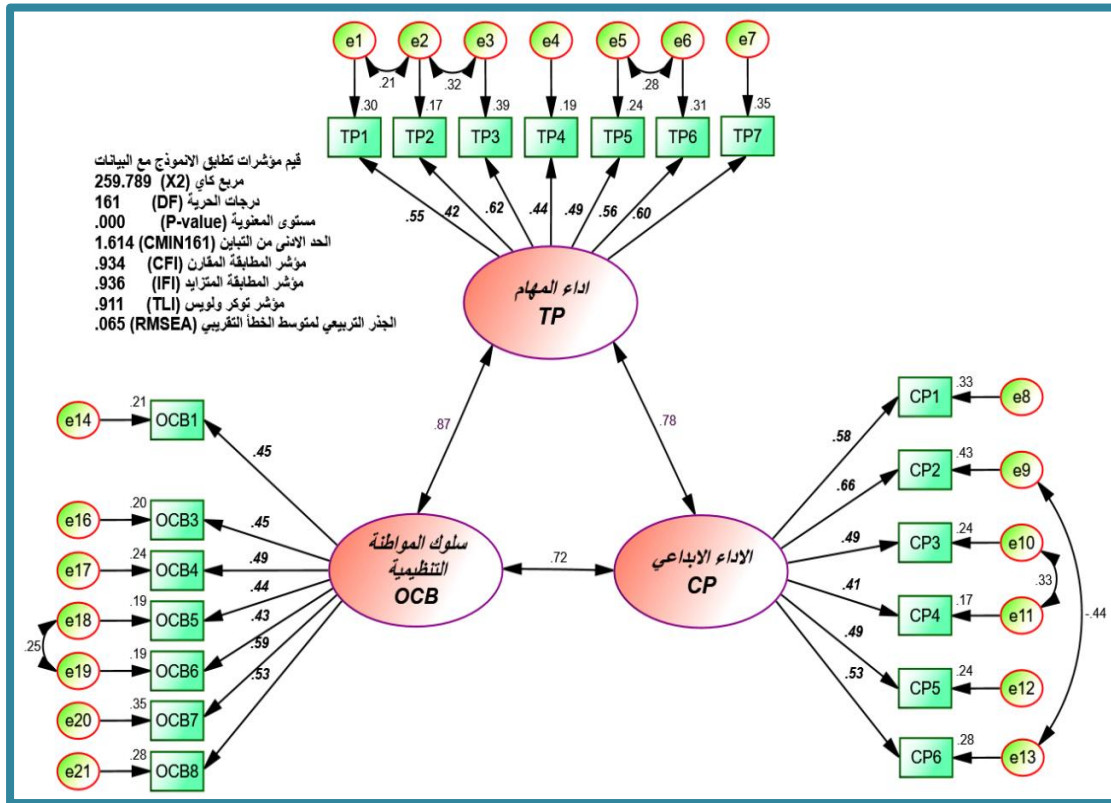 e1 e2 e3 e4 e5 e6 e7
.21 .32 .28
.30 .17 .39 .19 .24 .31 .35
TP1 TP2 TP3 TP4 TP5 TP6 TP7
قيم مؤشرات تطابق الانموذج مع البيانات
مربع كاي (X2) 259.789
درجات الحرية (DF) 161
مستوى المعنوية (P-value) .000
الحد الادنى من التباين (CMIN161) 1.614
مؤشر المطابقة المقارن (CFI) .934
مؤشر المطابقة المتزايد (IFI) .936
مؤشر توكر ولويس (TLI) .911
الجذر التربيعي لمتوسط الخطأ التقريبي (RMSEA) .065
.55 .42 .62 .44 .49 .56 .60
اداء المهام
TP
.87 .78
.72
e14 .21 OCB1 .45
e16 .20 OCB3 .45
e17 .24 OCB4 .49
e18 .19 OCB5 .44
.25
e19 .19 OCB6 .43
e20 .35 OCB7 .59
e21 .28 OCB8 .53
سلوك المواطنة
التنظيمية
OCB
الاداء الابداعي
CP
.58 CP1 .33 e8
.66 CP2 .43 e9
.49 CP3 .24 e10
.33
.41 CP4 .17 e11
-.44
.49 CP5 .24 e12
.53 CP6 .28 e13